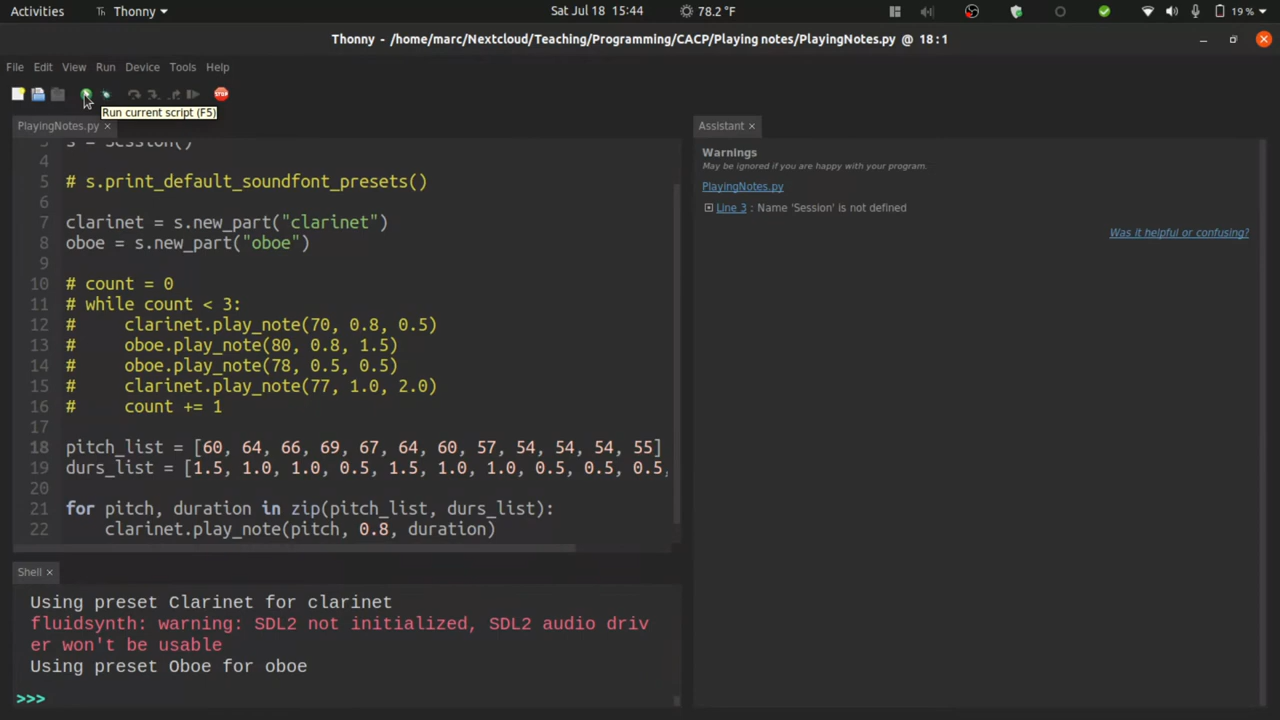 Activities
Thonny
Sat Jul 18 15:44
78.2 °F
19 %
Thonny - /home/marc/Nextcloud/Teaching/Programming/CACP/Playing notes/PlayingNotes.py @ 18:1
File Edit View Run Device Tools Help
STOP
Run current script (F5)
PlayingNotes.py ×
3 s = Session()
4
5 # s.print_default_soundfont_presets()
6
7 clarinet = s.new_part("clarinet")
8 oboe = s.new_part("oboe")
9
10 # count = 0
11 # while count < 3:
12 #     clarinet.play_note(70, 0.8, 0.5)
13 #     oboe.play_note(80, 0.8, 1.5)
14 #     oboe.play_note(78, 0.5, 0.5)
15 #     clarinet.play_note(77, 1.0, 2.0)
16 #     count += 1
17
18 pitch_list = [60, 64, 66, 69, 67, 64, 60, 57, 54, 54, 54, 55]
19 durs_list = [1.5, 1.0, 1.0, 0.5, 1.5, 1.0, 1.0, 0.5, 0.5, 0.5,
20
21 for pitch, duration in zip(pitch_list, durs_list):
22     clarinet.play_note(pitch, 0.8, duration)
Shell ×
Using preset Clarinet for clarinet
fluidsynth: warning: SDL2 not initialized, SDL2 audio driv
er won't be usable
Using preset Oboe for oboe
>>>
Assistant ×
Warnings
May be ignored if you are happy with your program.
PlayingNotes.py
Line 3 : Name 'Session' is not defined
Was it helpful or confusing?